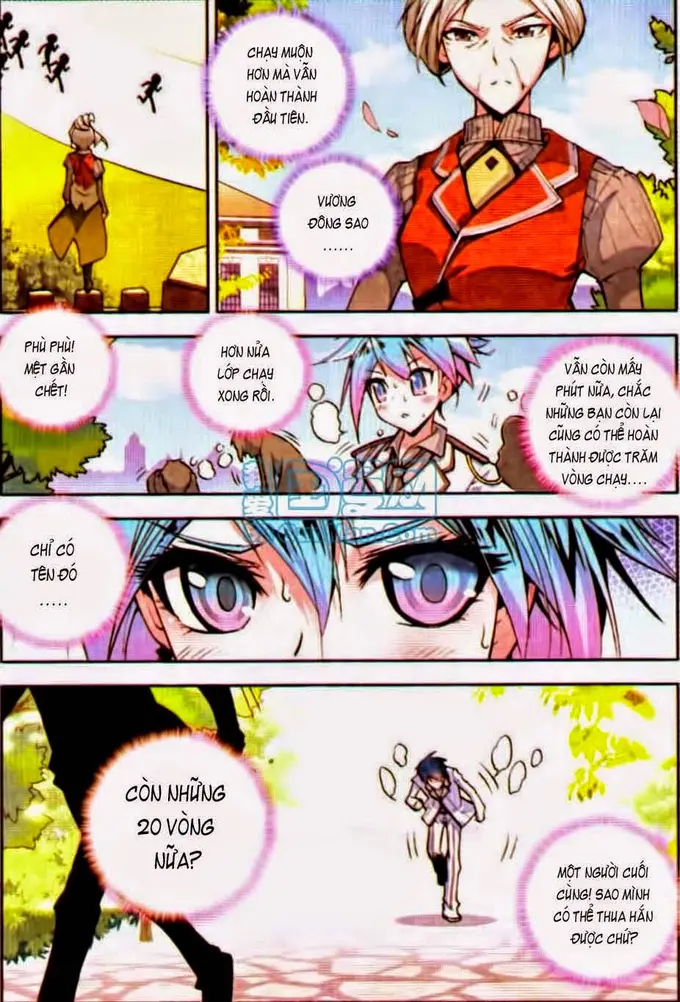 CHẠY MUỘN
HƠN MÀ VẪN
HOÀN THÀNH
ĐẦU TIÊN.
VƯƠNG
ĐÔNG SAO
......
PHÙ PHÙ!
MỆT GẦN
CHẾT!
HƠN NỬA
LỚP CHẠY
XONG RỒI.
VẪN CÒN MẤY
PHÚT NỮA, CHẮC
NHỮNG BẠN CÒN LẠI
CŨNG CÓ THỂ HOÀN
THÀNH ĐƯỢC TRĂM
VÒNG CHẠY....
CHỈ CÓ
TÊN ĐÓ
.....
CÒN NHỮNG
20 VÒNG
NỮA?
MỘT NGƯỜI CUỐI
CÙNG! SAO MÌNH
CÓ THỂ THUA HẮN
ĐƯỢC CHỨ?